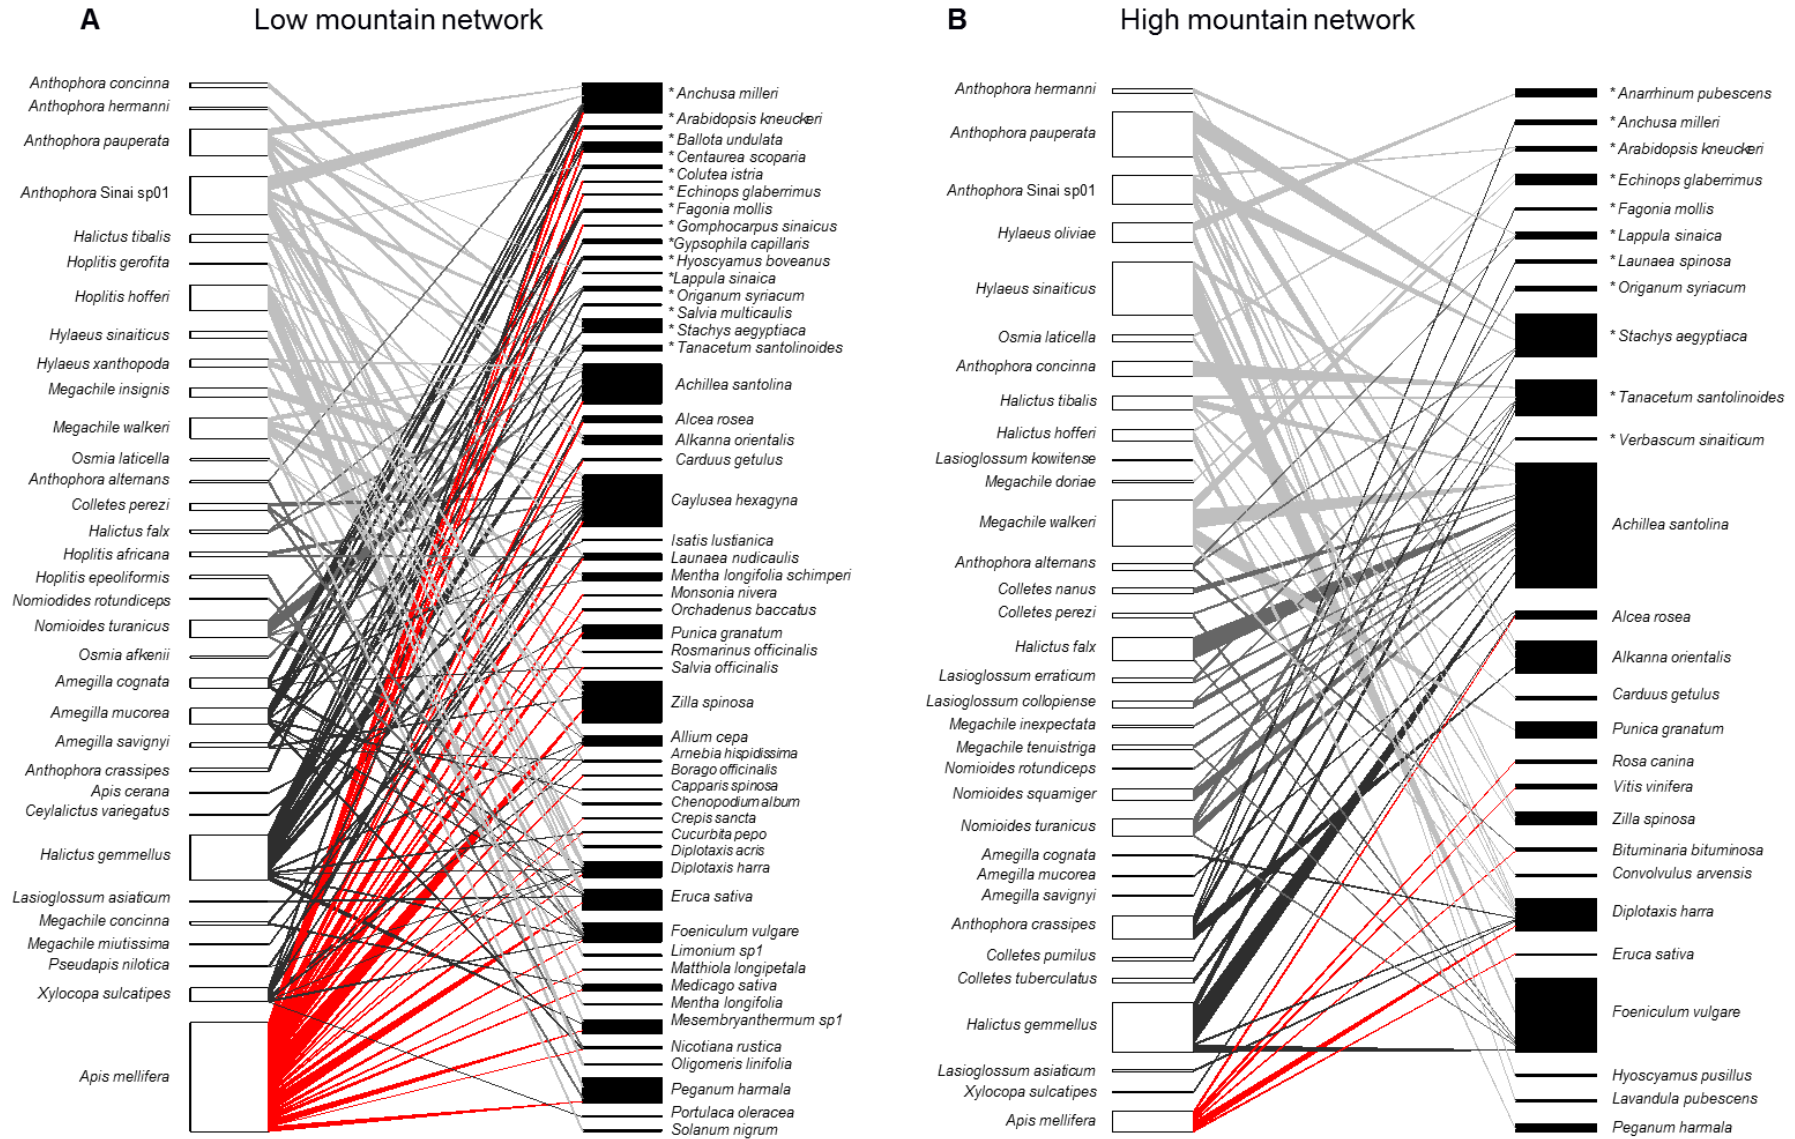 A
Low mountain network
Anthophora concinna
Anthophora hermanni
Anthophora pauperata
Anthophora Sinai sp01
Halictus tibalis
Hoplitis gerofita
Hoplitis hofferi
Hylaeus sinaiticus
Hylaeus xanthopoda
Megachile insignis
Megachile walkeri
Osmia laticella
Anthophora alternans
Colletes perezi
Halictus falx
Hoplitis africana
Hoplitis epeoliformis
Nomiodides rotundiceps
Nomioides turanicus
Osmia afkenii
Amegilla cognata
Amegilla mucorea
Amegilla savignyi
Anthophora crassipes
Apis cerana
Ceylalictus variegatus
Halictus gemmellus
Lasioglossum asiaticum
Megachile concinna
Megachile miutissima
Pseudapis nilotica
Xylocopa sulcatipes
Apis mellifera
* Anchusa milleri
* Arabidopsis kneuckeri
* Ballota undulata
* Centaurea scoparia
* Colutea istria
* Echinops glaberrimus
* Fagonia mollis
* Gomphocarpus sinaicus
*Gypsophila capillaris
* Hyoscyamus boveanus
*Lappula sinaica
* Origanum syriacum
* Salvia multicaulis
* Stachys aegyptiaca
* Tanacetum santolinoides
Achillea santolina
Alcea rosea
Alkanna orientalis
Carduus getulus
Caylusea hexagyna
Isatis lustianica
Launaea nudicaulis
Mentha longifolia schimperi
Monsonia nivera
Orchadenus baccatus
Punica granatum
Rosmarinus officinalis
Salvia officinalis
Zilla spinosa
Allium cepa
Arnebia hispidissima
Borago officinalis
Capparis spinosa
Chenopodium album
Crepis sancta
Cucurbita pepo
Diplotaxis acris
Diplotaxis harra
Eruca sativa
Foeniculum vulgare
Limonium sp1
Matthiola longipetala
Medicago sativa
Mentha longifolia
Mesembryanthermum sp1
Nicotiana rustica
Oligomeris linifolia
Peganum harmala
Portulaca oleracea
Solanum nigrum
B
High mountain network
Anthophora hermanni
Anthophora pauperata
Anthophora Sinai sp01
Hylaeus oliviae
Hylaeus sinaiticus
Osmia laticella
Anthophora concinna
Halictus tibalis
Halictus hofferi
Lasioglossum kowitense
Megachile doriae
Megachile walkeri
Anthophora alternans
Colletes nanus
Colletes perezi
Halictus falx
Lasioglossum erraticum
Lasioglossum collopiense
Megachile inexpectata
Megachile tenuistriga
Nomioides rotundiceps
Nomioides squamiger
Nomioides turanicus
Amegilla cognata
Amegilla mucorea
Amegilla savignyi
Anthophora crassipes
Colletes pumilus
Colletes tuberculatus
Halictus gemmellus
Lasioglossum asiaticum
Xylocopa sulcatipes
Apis mellifera
* Anarrhinum pubescens
* Anchusa milleri
* Arabidopsis kneuckeri
* Echinops glaberrimus
* Fagonia mollis
* Lappula sinaica
* Launaea spinosa
* Origanum syriacum
* Stachys aegyptiaca
* Tanacetum santolinoides
* Verbascum sinaiticum
Achillea santolina
Alcea rosea
Alkanna orientalis
Carduus getulus
Punica granatum
Rosa canina
Vitis vinifera
Zilla spinosa
Bituminaria bituminosa
Convolvulus arvensis
Diplotaxis harra
Eruca sativa
Foeniculum vulgare
Hyoscyamus pusillus
Lavandula pubescens
Peganum harmala